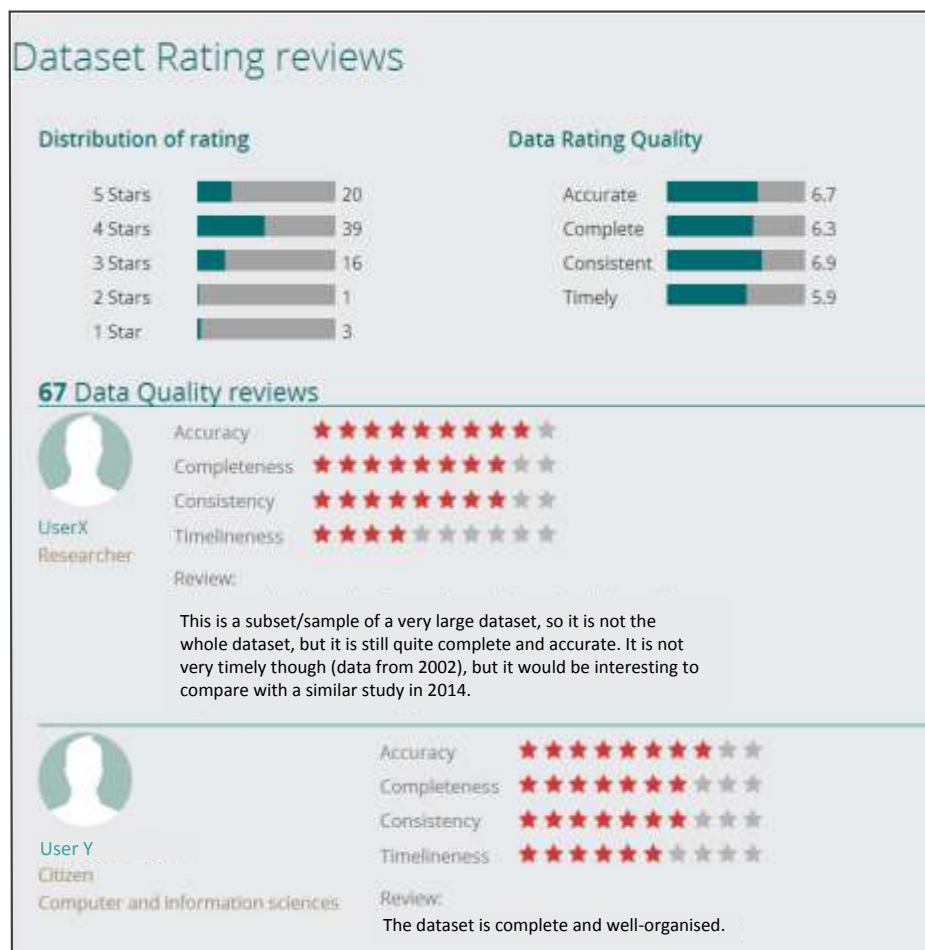 Dataset Rating reviews
Distribution of rating
Data Rating Quality
5 Stars 20
4 Stars 39
3 Stars 16
2 Stars 1
1 Star 3
Accurate 6.7
Complete 6.3
Consistent 6.9
Timely 5.9
67 Data Quality reviews
Accuracy
Completeness
Consistency
Timelineness
UserX
Researcher
Review:
This is a subset/sample of a very large dataset, so it is not the
whole dataset, but it is still quite complete and accurate. It is not
very timely though (data from 2002), but it would be interesting to
compare with a similar study in 2014.
Accuracy
Completeness
Consistency
Timelineness
User Y
Citizen
Computer and information sciences
Review:
The dataset is complete and well-organised.